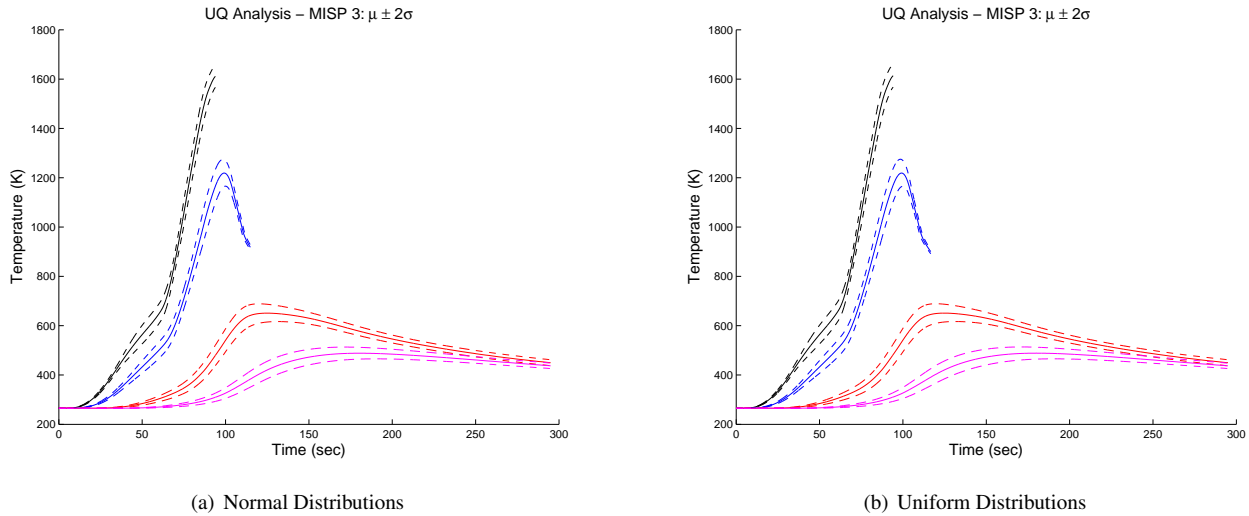 UQ Analysis – MISP 3: μ ± 2σ
1800
1600
1400
1200
1000
800
600
400
200
Temperature (K)
0 50 100 150 200 250 300
Time (sec)
(a) Normal Distributions
UQ Analysis – MISP 3: μ ± 2σ
1800
1600
1400
1200
1000
800
600
400
200
Temperature (K)
0 50 100 150 200 250 300
Time (sec)
(b) Uniform Distributions